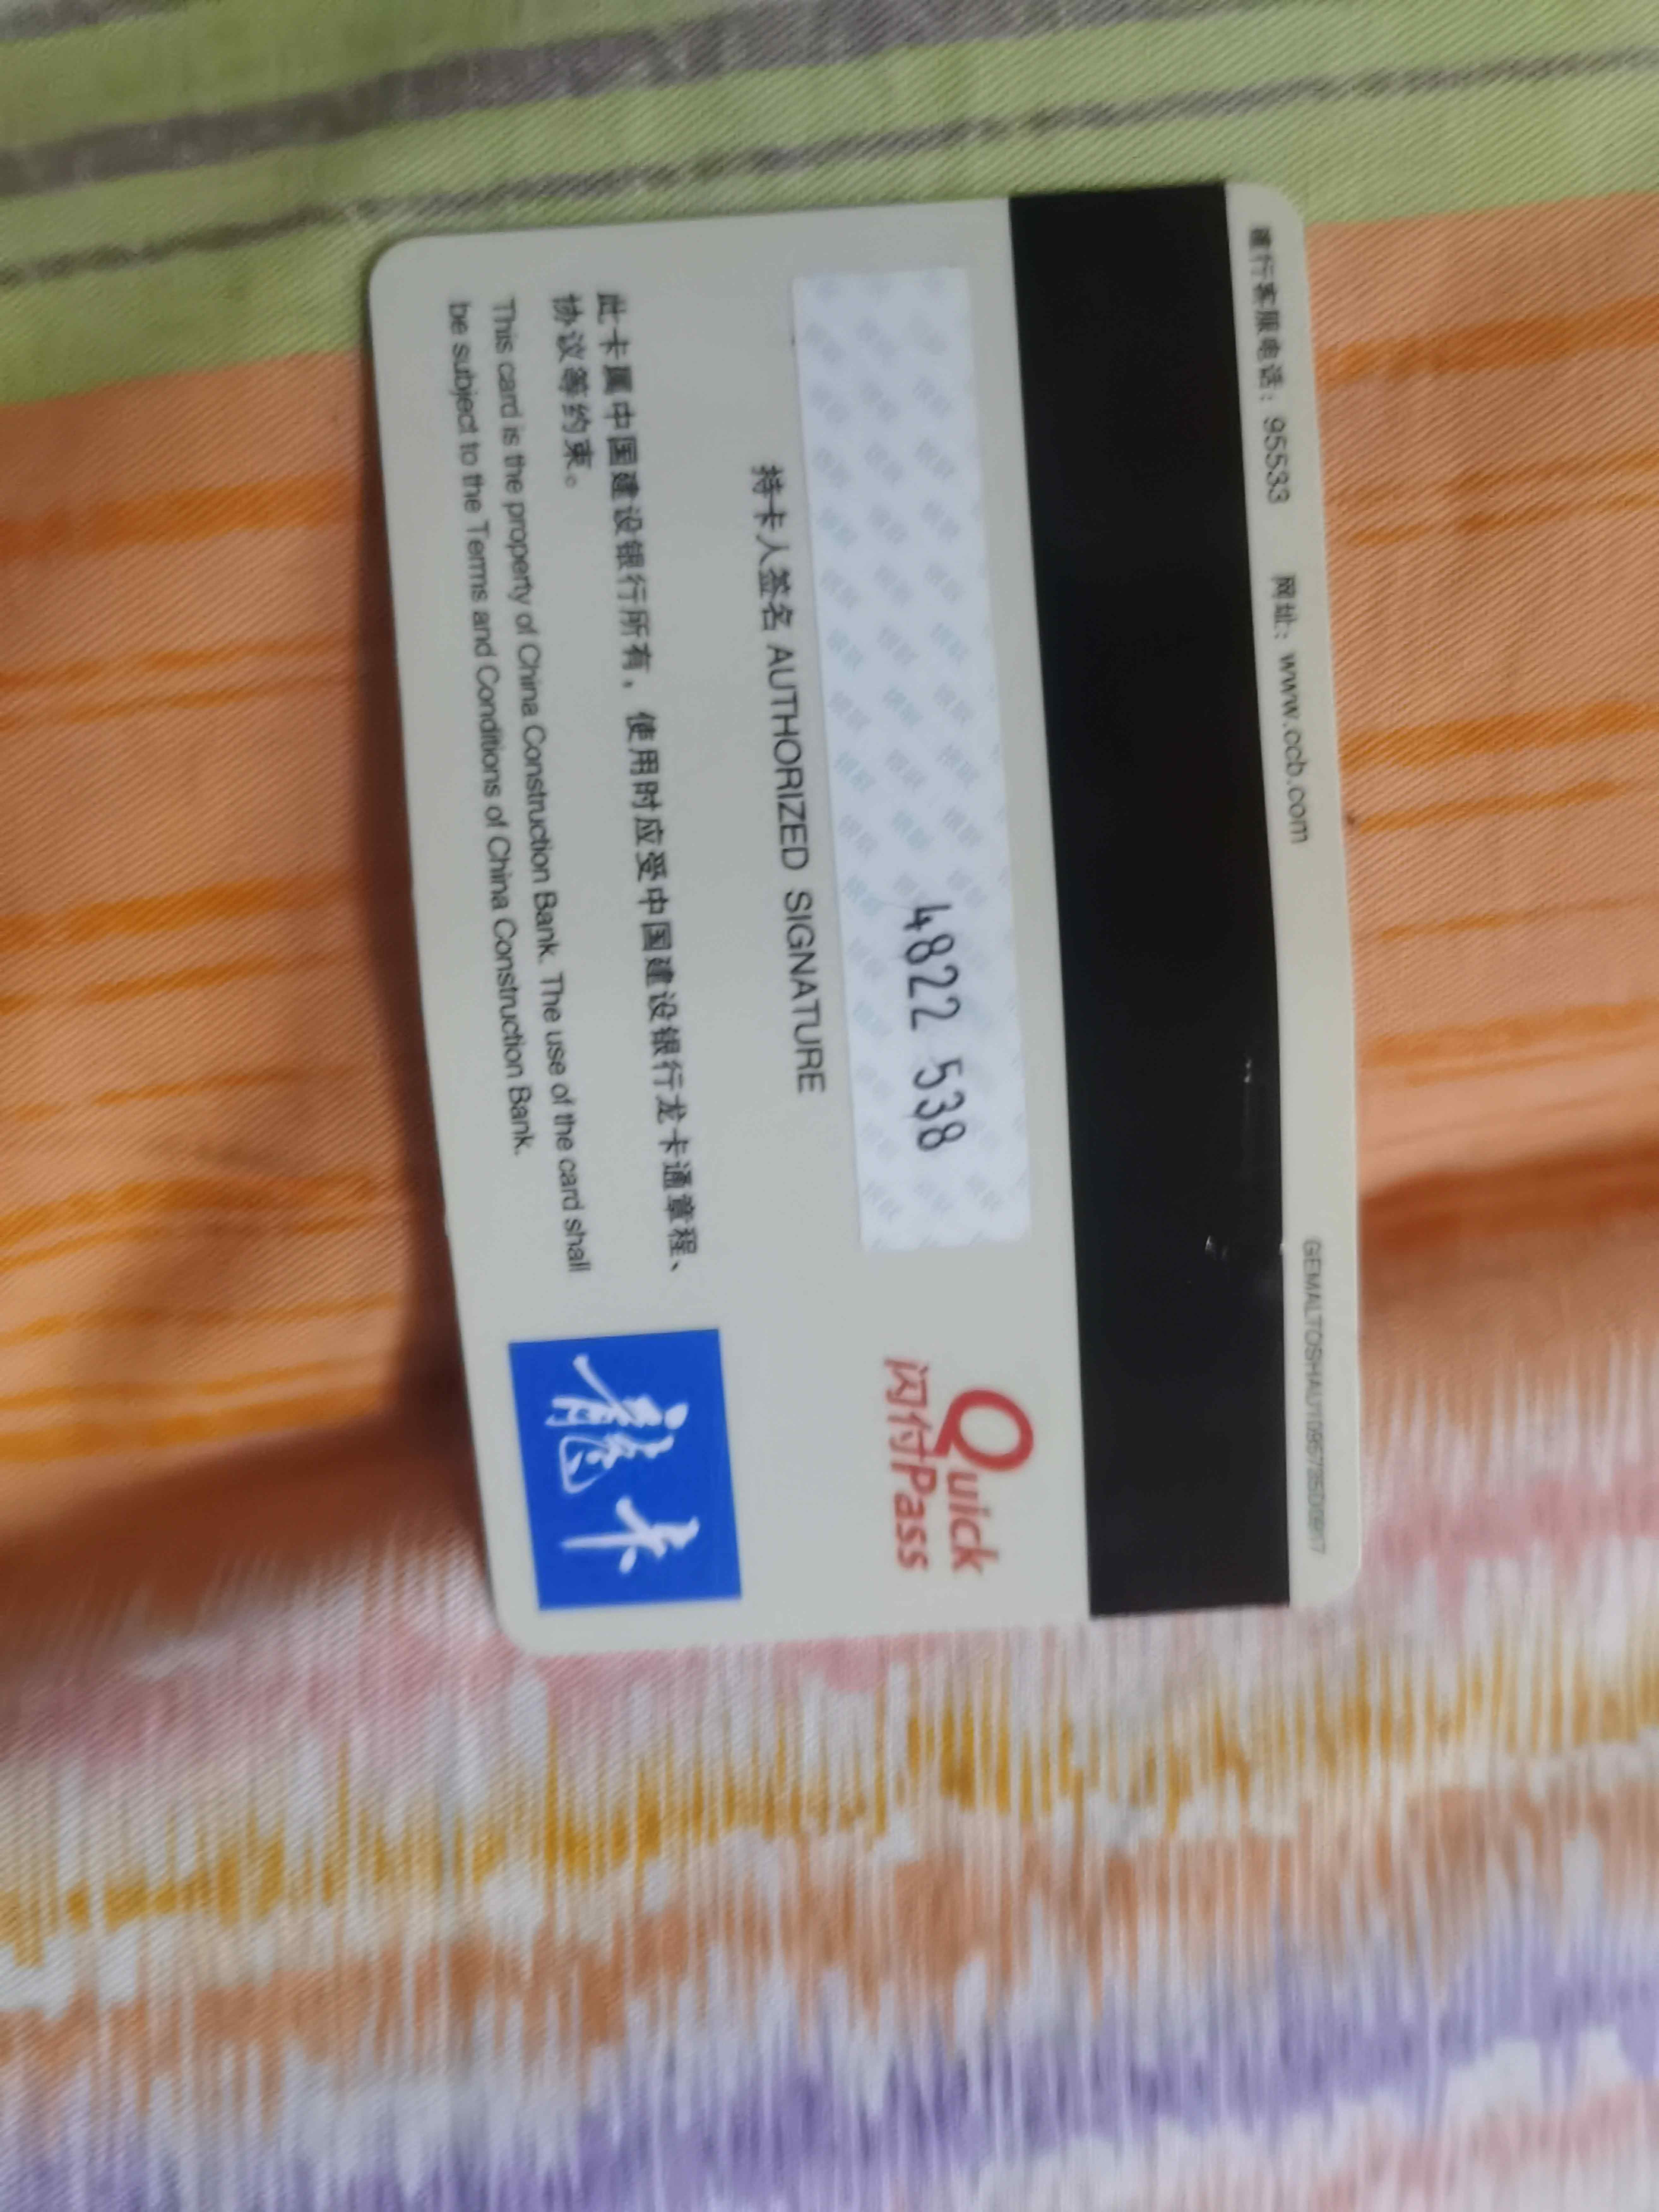 建行客服电话：95533 网址：www.ccb.com
4822 538
持卡人签名 AUTHORIZED SIGNATURE
Quick
闪付Pass
此卡属中国建设银行所有，使用时应受中国建设银行龙卡通章程、
协议等约束。
This card is the property of China Construction Bank. The use of the card shall
be subject to the Terms and Conditions of China Construction Bank.
龍卡